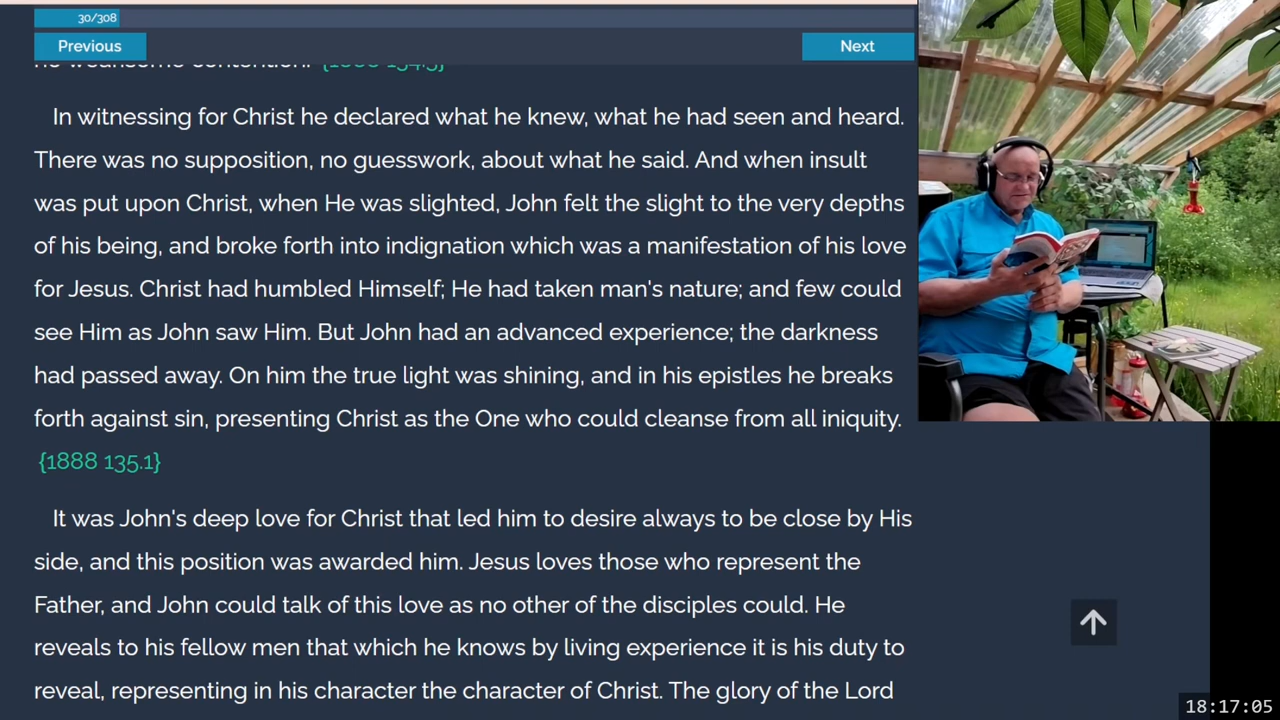 30/308
Previous
Next
he wearisome contention. {1888 134.3}
In witnessing for Christ he declared what he knew, what he had seen and heard.
There was no supposition, no guesswork, about what he said. And when insult
was put upon Christ, when He was slighted, John felt the slight to the very depths
of his being, and broke forth into indignation which was a manifestation of his love
for Jesus. Christ had humbled Himself; He had taken man's nature; and few could
see Him as John saw Him. But John had an advanced experience; the darkness
had passed away. On him the true light was shining, and in his epistles he breaks
forth against sin, presenting Christ as the One who could cleanse from all iniquity.
{1888 135.1}
It was John's deep love for Christ that led him to desire always to be close by His
side, and this position was awarded him. Jesus loves those who represent the
Father, and John could talk of this love as no other of the disciples could. He
reveals to his fellow men that which he knows by living experience it is his duty to
reveal, representing in his character the character of Christ. The glory of the Lord
18:17:05